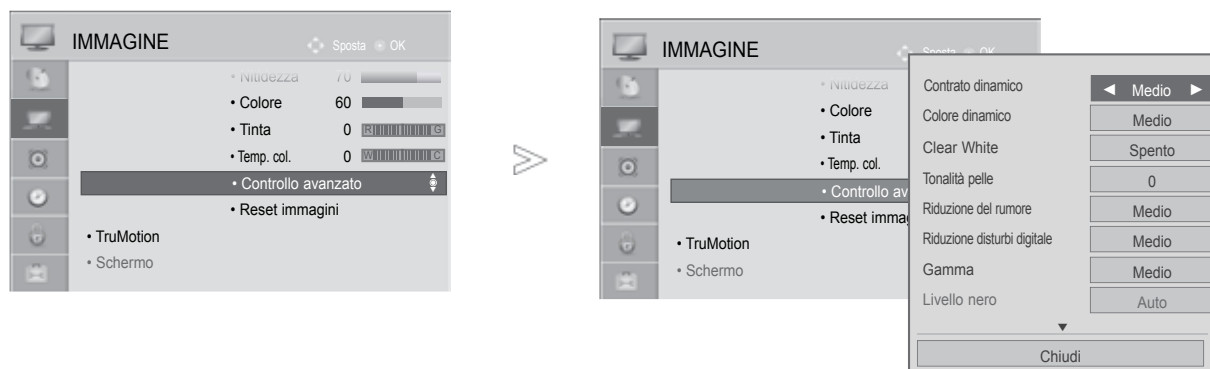 IMMAGINE
Sposta OK
• Nitidezza 70
• Colore 60
• Tinta 0 R G
• Temp. col. 0 W C
• Controllo avanzato
• Reset immagini
• TruMotion
• Schermo
IMMAGINE
Sposta OK
• Nitidezza
• Colore
• Tinta
• Temp. col.
• Controllo av
• Reset immag
• TruMotion
• Schermo
Contrato dinamico ◄ Medio ►
Colore dinamico Medio
Clear White Spento
Tonalità pelle 0
Riduzione del rumore Medio
Riduzione disturbi digitale Medio
Gamma Medio
Livello nero Auto
▼
Chiudi